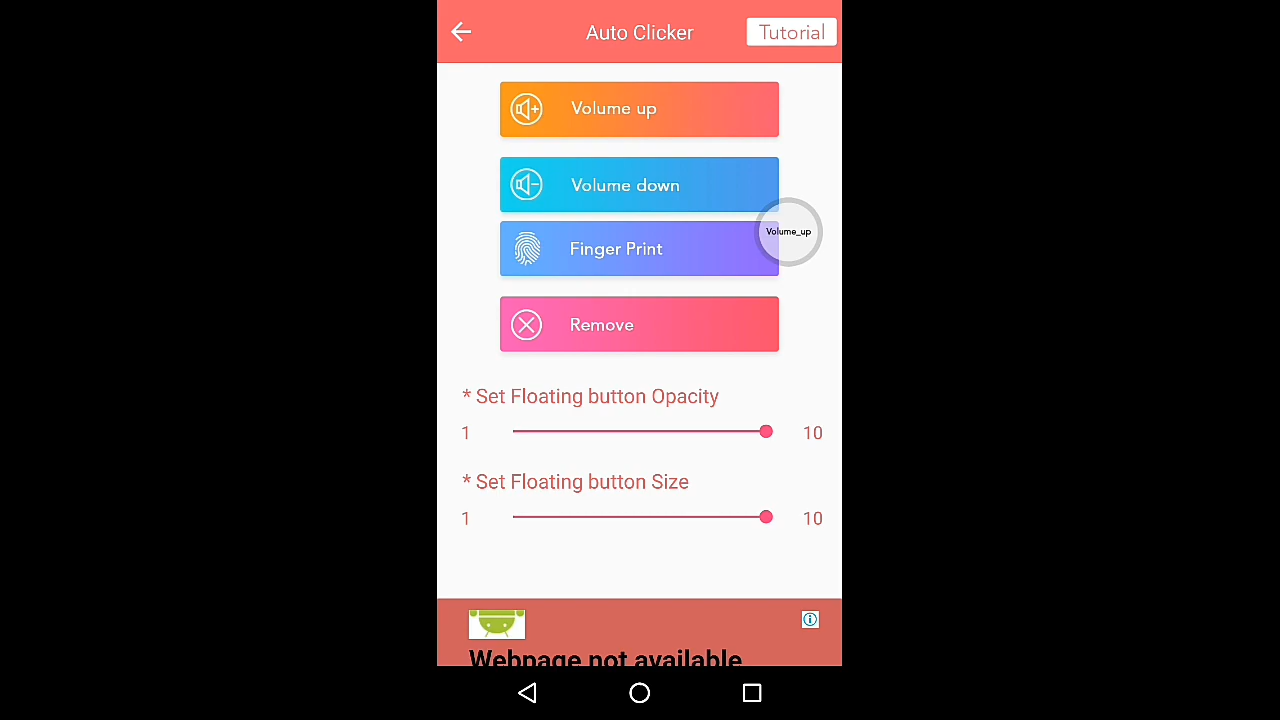 Auto Clicker
Tutorial
Volume up
Volume down
Volume_up
Finger Print
Remove
* Set Floating button Opacity
1 10
* Set Floating button Size
1 10
Webpage not available